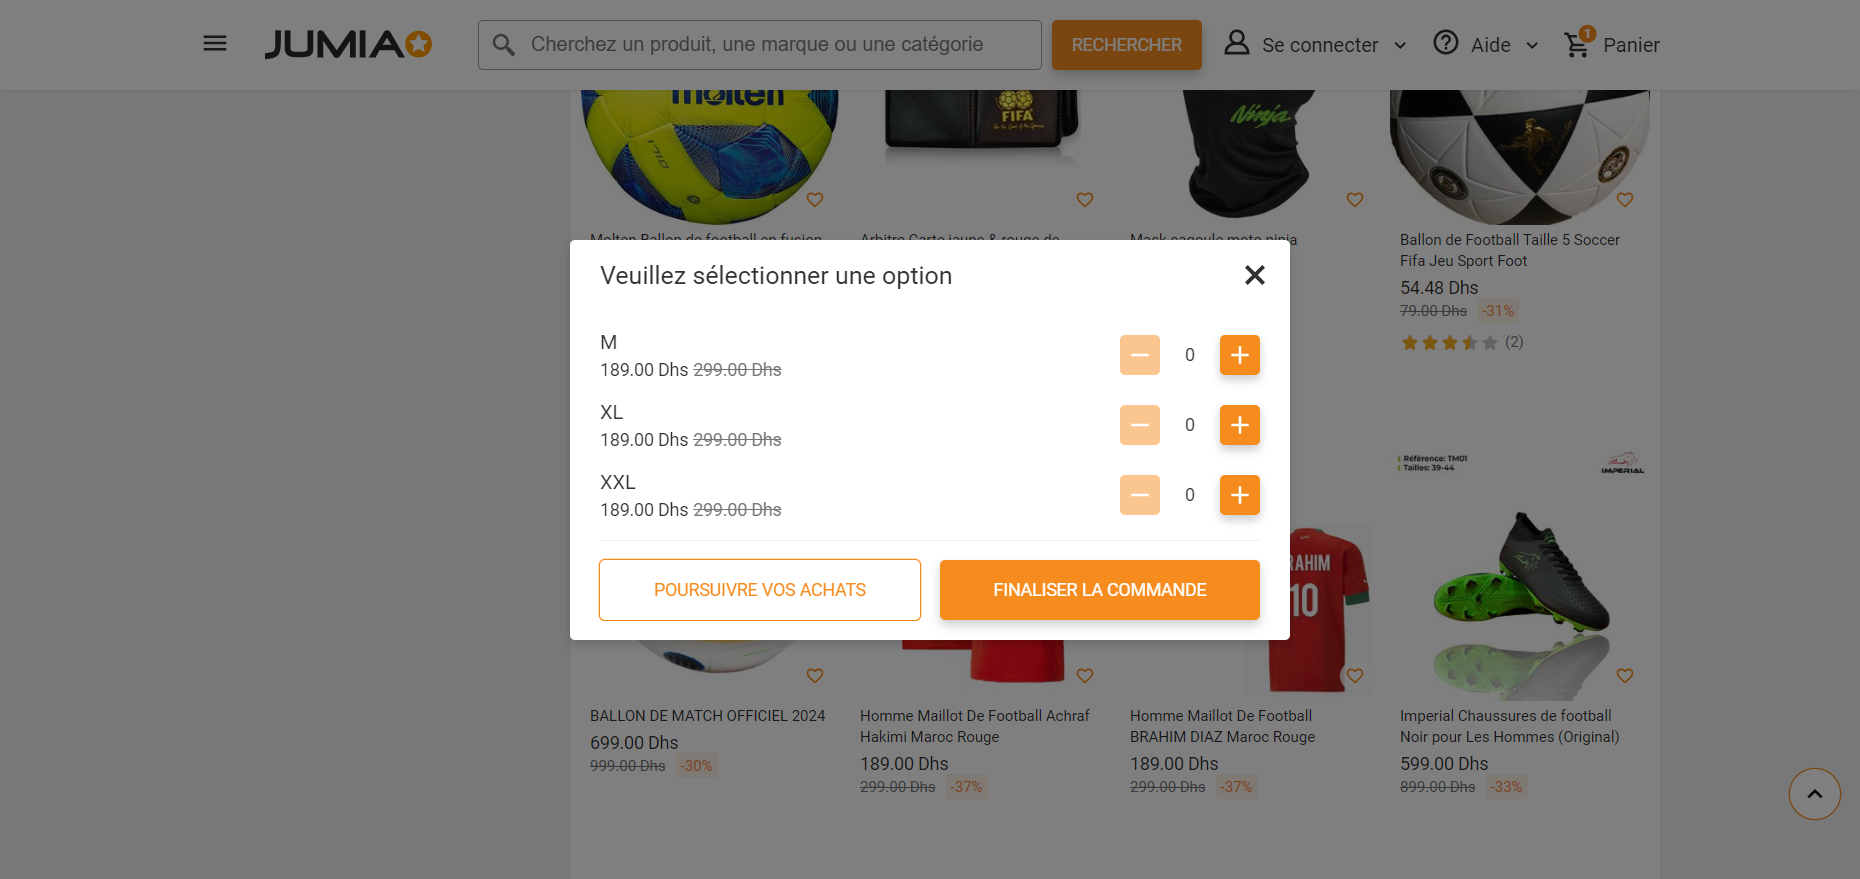 JUMIA
Cherchez un produit, une marque ou une catégorie
RECHERCHER
Se connecter
Aide
1
Panier
molten
FIFA
For the Good of the Game
Ninja
Molten Ballon de football en fusion
Arbitre Carte jaune & rouge de
Mask cagoule moto ninja
Ballon de Football Taille 5 Soccer
Fifa Jeu Sport Foot
54.48 Dhs
79.00 Dhs -31%
(2)
Veuillez sélectionner une option
M
189.00 Dhs 299.00 Dhs
0
XL
189.00 Dhs 299.00 Dhs
0
XXL
189.00 Dhs 299.00 Dhs
0
POURSUIVRE VOS ACHATS
FINALISER LA COMMANDE
Référence: TM01
Tailles: 39-44
IMPERIAL
RAHIM
10
BALLON DE MATCH OFFICIEL 2024
699.00 Dhs
999.00 Dhs -30%
Homme Maillot De Football Achraf
Hakimi Maroc Rouge
189.00 Dhs
299.00 Dhs -37%
Homme Maillot De Football
BRAHIM DIAZ Maroc Rouge
189.00 Dhs
299.00 Dhs -37%
Imperial Chaussures de football
Noir pour Les Hommes (Original)
599.00 Dhs
899.00 Dhs -33%